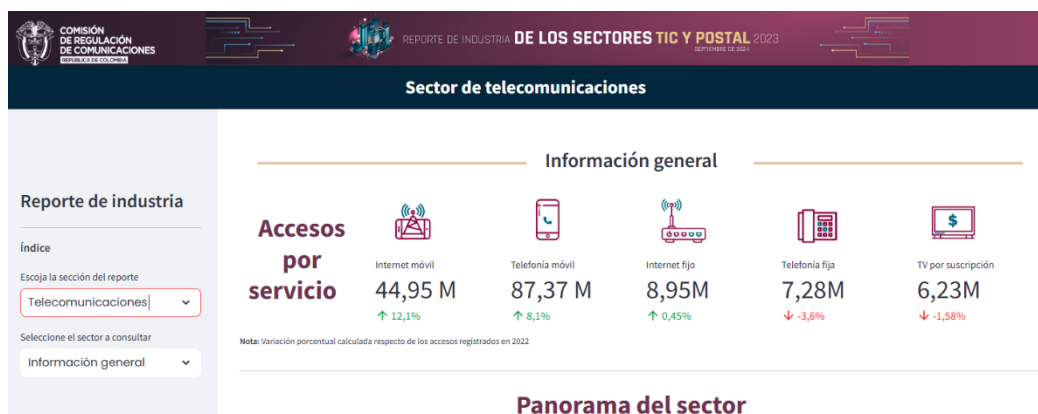 COMISIÓN
DE REGULACIÓN
DE COMUNICACIONES
REPÚBLICA DE COLOMBIA
REPORTE DE INDUSTRIA DE LOS SECTORES TIC Y POSTAL 2023
SEPTIEMBRE DE 2024
Sector de telecomunicaciones
Reporte de industria
Índice
Escoja la sección del reporte
Telecomunicaciones
Seleccione el sector a consultar
Información general
Información general
Accesos
por
servicio
Internet móvil
44,95 M
↑ 12,1%
Telefonía móvil
87,37 M
↑ 8,1%
Internet fijo
8,95M
↑ 0,45%
Telefonía fija
7,28M
↓ -3,6%
$
TV por suscripción
6,23M
↓ -1,58%
Nota: Variación porcentual calculada respecto de los accesos registrados en 2022
Panorama del sector